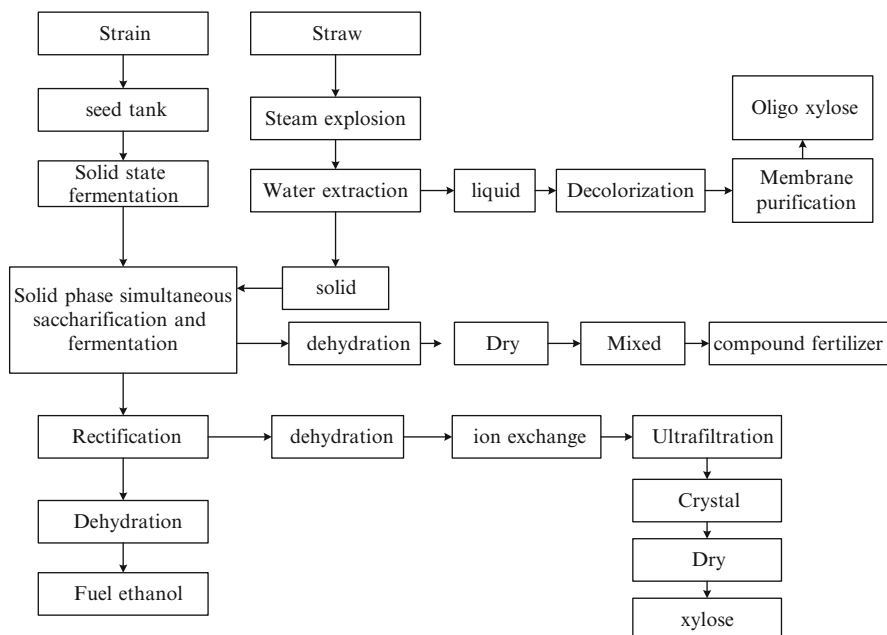 Strain
Straw
seed tank
Steam explosion
Oligo xylose
Solid state
fermentation
Water extraction
liquid
Decolorization
Membrane
purification
Solid phase simultaneous
saccharification and
fermentation
solid
dehydration
Dry
Mixed
compound fertilizer
Rectification
dehydration
ion exchange
Ultrafiltration
Dehydration
Crystal
Fuel ethanol
Dry
xylose